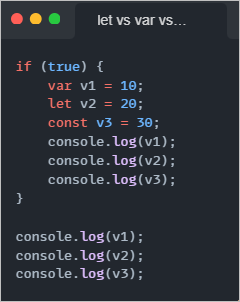 let vs var vs...
if (true) {
    var v1 = 10;
    let v2 = 20;
    const v3 = 30;
    console.log(v1);
    console.log(v2);
    console.log(v3);
}

console.log(v1);
console.log(v2);
console.log(v3);